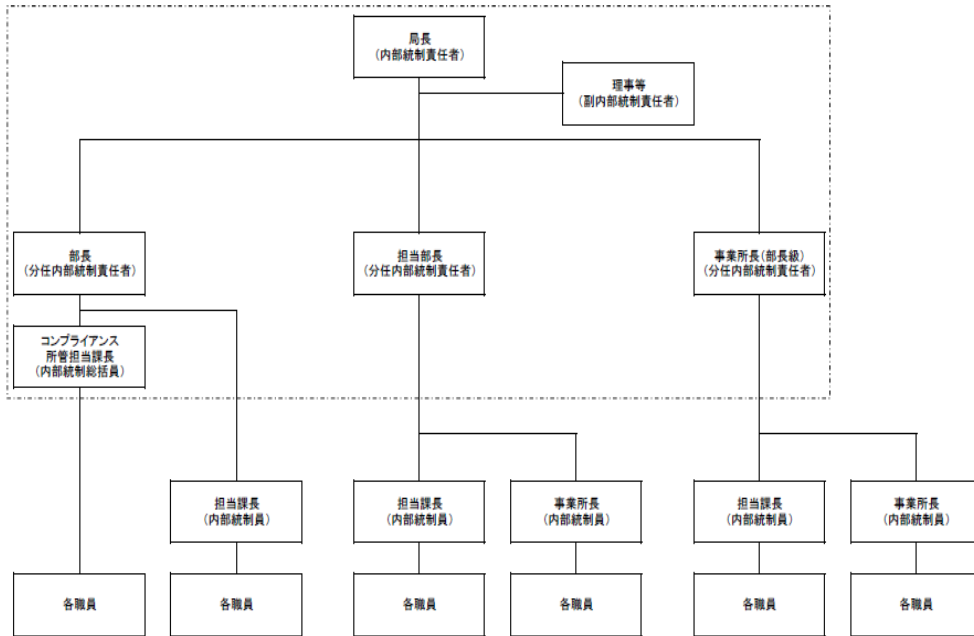 局長
(内部統制責任者)
理事等
(副内部統制責任者)
部長
(分任内部統制責任者)
担当部長
(分任内部統制責任者)
事業所長(部長級)
(分任内部統制責任者)
コンプライアンス
所管担当課長
(内部統制総括員)
担当課長
(内部統制員)
担当課長
(内部統制員)
事業所長
(内部統制員)
担当課長
(内部統制員)
事業所長
(内部統制員)
各職員
各職員
各職員
各職員
各職員
各職員